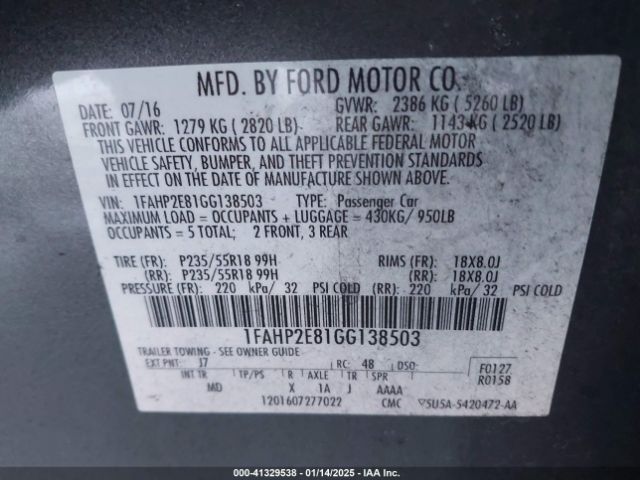 MFD. BY FORD MOTOR CO.
DATE: 07/16 GVWR: 2386 KG ( 5260 LB)
FRONT GAWR: 1279 KG ( 2820 LB) REAR GAWR: 1143 KG ( 2520 LB)
THIS VEHICLE CONFORMS TO ALL APPLICABLE FEDERAL MOTOR
VEHICLE SAFETY, BUMPER, AND THEFT PREVENTION STANDARDS
IN EFFECT ON THE DATE OF MANUFACTURE SHOWN ABOVE.
VIN: 1FAHP2E81GG138503 TYPE: Passenger Car
MAXIMUM LOAD = OCCUPANTS + LUGGAGE = 430KG/ 950LB
OCCUPANTS = 5 TOTAL; 2 FRONT, 3 REAR
TIRE (FR): P235/55R18 99H RIMS (FR): 18X8.0J
(RR): P235/55R18 99H (RR): 18X8.0J
PRESSURE (FR): 220 kPa/ 32 PSI COLD (RR): 220 kPa/ 32 PSI COLD
1FAHP2E81GG138503
TRAILER TOWING - SEE OWNER GUIDE
EXT PNT: J7 RC: 48 DSO: F0127
INT TR TP/PS R AXLE TR SPR R0158
MD X 1A J AAAA
1201607277022 CMC 5U5A-5420472-AA
000-41329538 - 01/14/2025 - IAA Inc.